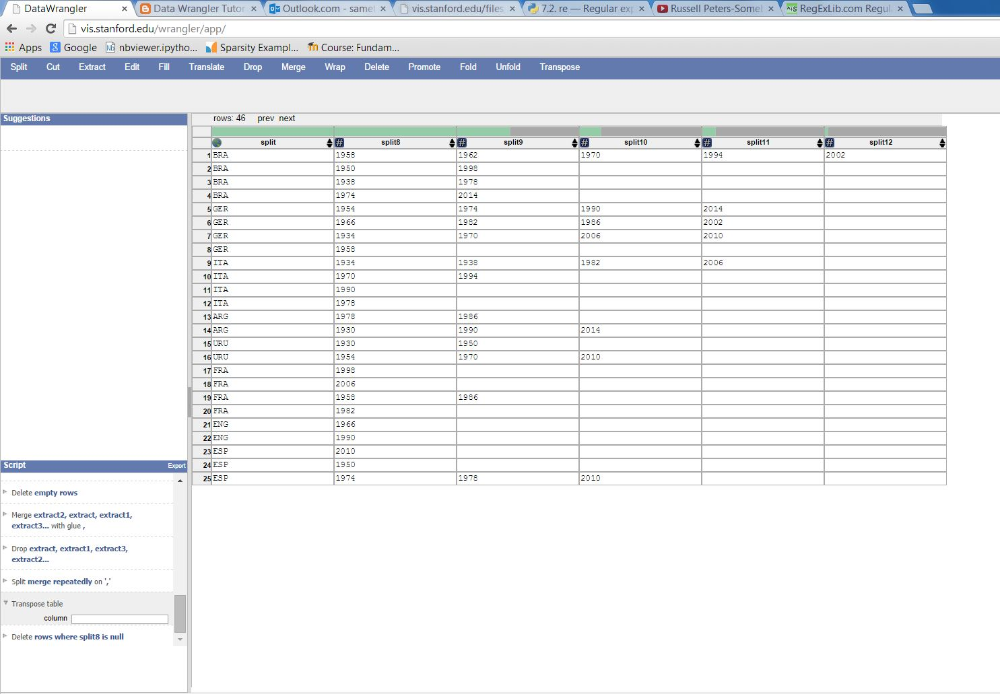 DataWrangler × Data Wrangler Tutor × Outlook.com - samet × vis.stanford.edu/files × 7.2. re — Regular exp × Russell Peters-Someb × RegExLib.com Regul ×
vis.stanford.edu/wrangler/app/
Apps Google nbviewer.ipytho... Sparsity Exampl... Course: Fundam...
Split Cut Extract Edit Fill Translate Drop Merge Wrap Delete Promote Fold Unfold Transpose
Suggestions
rows: 46 prev next
split # split8 # split9 # split10 # split11 # split12
1 BRA 1958 1962 1970 1994 2002
2 BRA 1950 1998
3 BRA 1938 1978
4 BRA 1974 2014
5 GER 1954 1974 1990 2014
6 GER 1966 1982 1986 2002
7 GER 1934 1970 2006 2010
8 GER 1958
9 ITA 1934 1938 1982 2006
10 ITA 1970 1994
11 ITA 1990
12 ITA 1978
13 ARG 1978 1986
14 ARG 1930 1990 2014
15 URU 1930 1950
16 URU 1954 1970 2010
17 FRA 1998
18 FRA 2006
19 FRA 1958 1986
20 FRA 1982
21 ENG 1966
22 ENG 1990
23 ESP 2010
24 ESP 1950
25 ESP 1974 1978 2010
Script Export
Delete empty rows
Merge extract2, extract, extract1,
extract3... with glue ,
Drop extract, extract1, extract3,
extract2...
Split merge repeatedly on ','
Transpose table
column
Delete rows where split8 is null